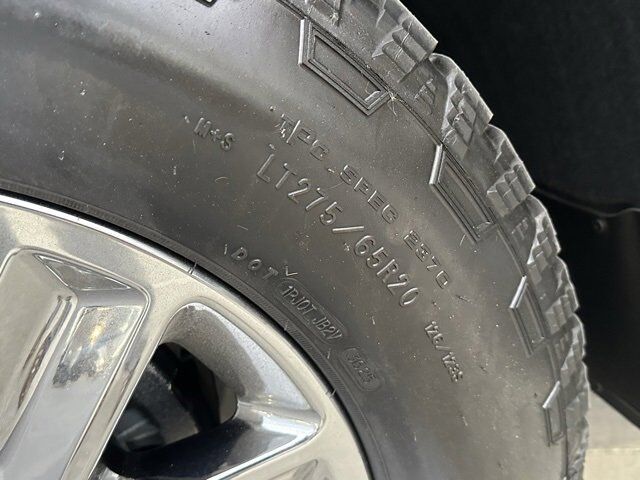 M+S
TPC SPEC 2370
LT275/65R20
126/123S
DOT